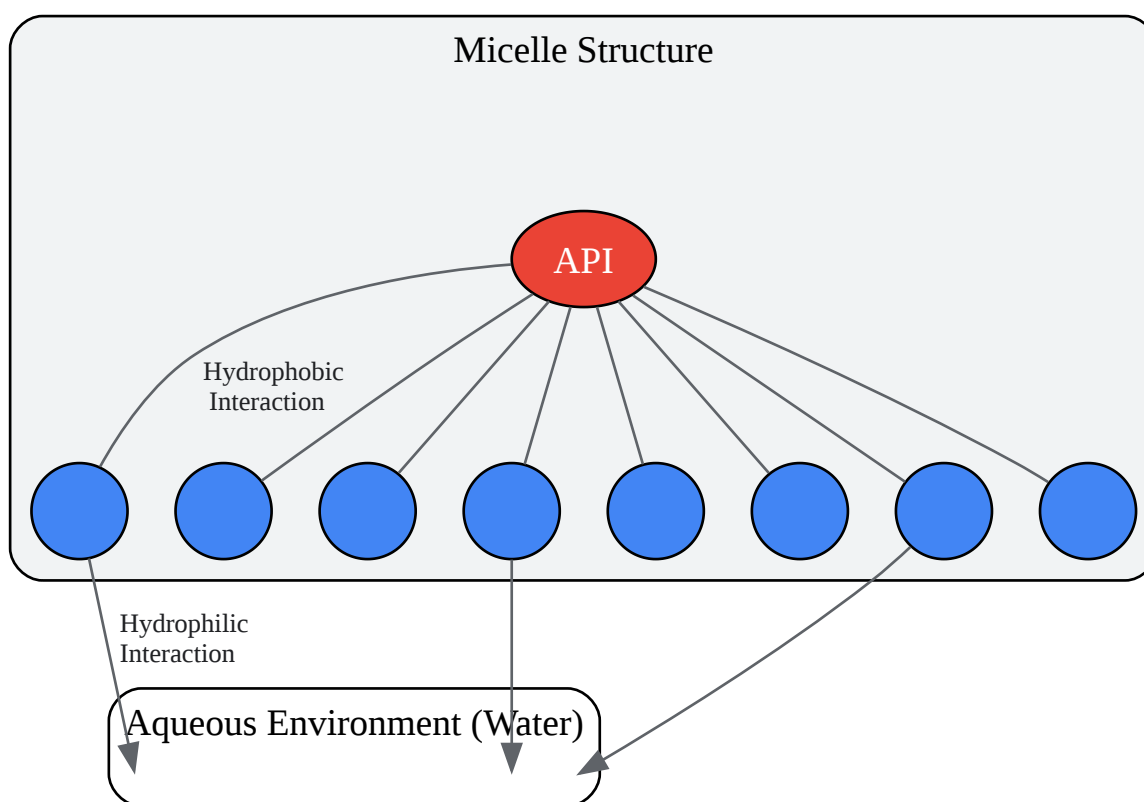 Micelle Structure
API
Hydrophobic
Interaction
Hydrophilic
Interaction
Aqueous Environment (Water)